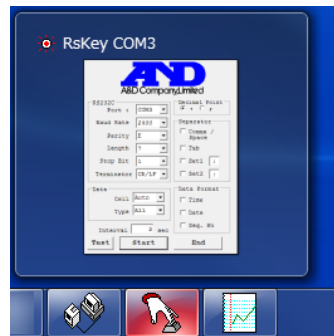 RsKey COM3
AND
A&D Company, Limited
RS232C
Port : COM3
Baud Rate 2400
Parity E
Length 7
Stop Bit 1
Terminator CR/LF
Decimal Point
Separator
Comma /
Space
Tab
Set1 ;
Set2 ;
Data
Cell Auto
Type All
Interval 0 sec
Data Format
Time
Date
Seq. No
Test Start End